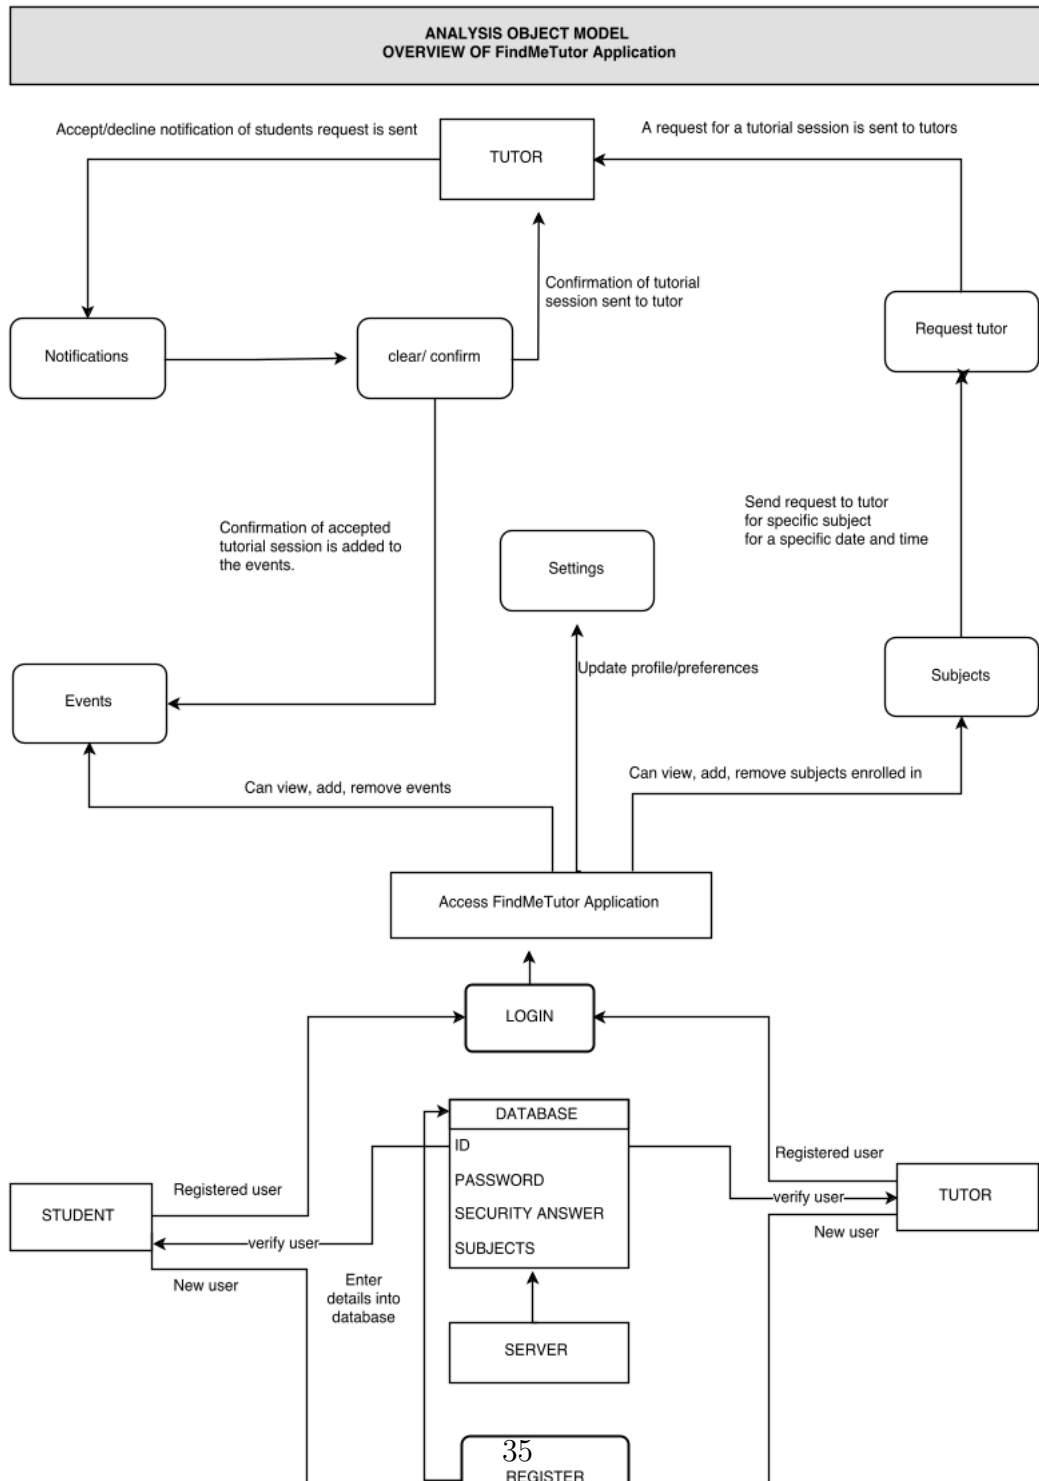 ANALYSIS OBJECT MODEL
OVERVIEW OF FindMeTutor Application
Accept/decline notification of students request is sent
TUTOR
A request for a tutorial session is sent to tutors
Confirmation of tutorial
session sent to tutor
Notifications
clear/ confirm
Request tutor
Confirmation of accepted
tutorial session is added to
the events.
Send request to tutor
for specific subject
for a specific date and time
Settings
Update profile/preferences
Events
Subjects
Can view, add, remove events
Can view, add, remove subjects enrolled in
Access FindMeTutor Application
LOGIN
DATABASE
ID
PASSWORD
SECURITY ANSWER
SUBJECTS
Registered user
STUDENT
verify user
New user
Registered user
verify user
TUTOR
New user
Enter
details into
database
SERVER
35
REGISTER